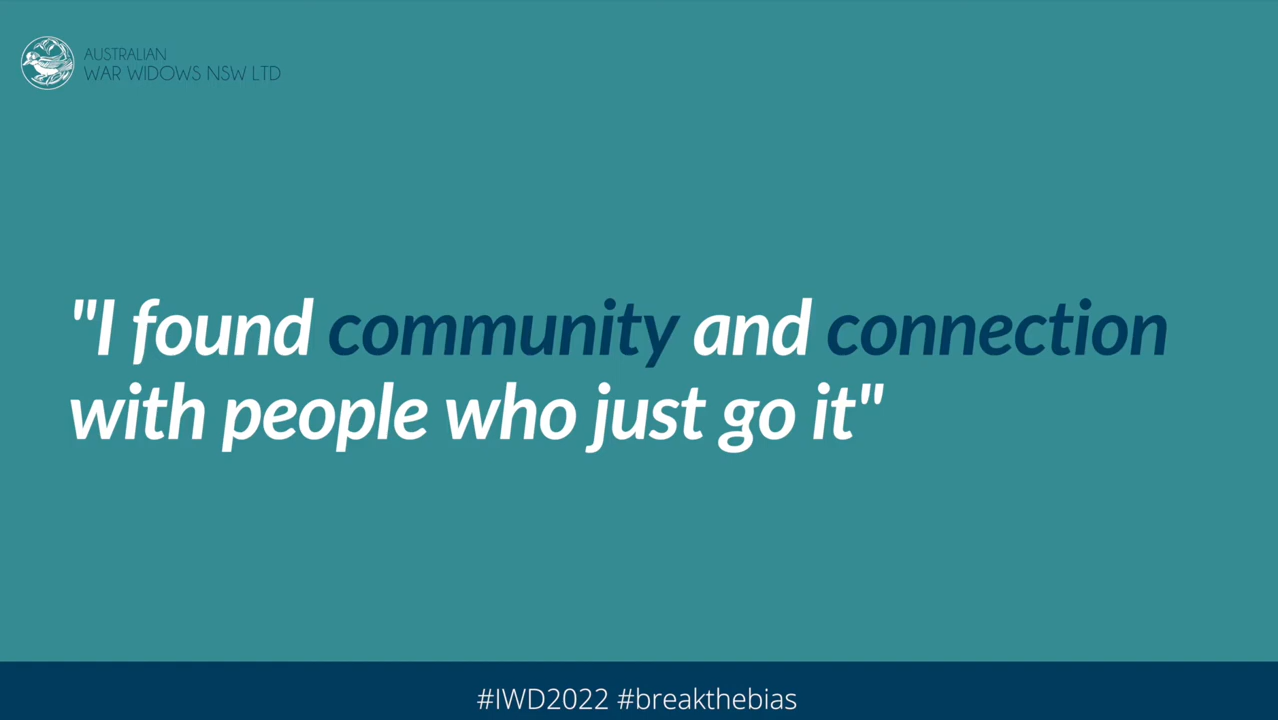 AUSTRALIAN
WAR WIDOWS NSW LTD
"I found community and connection
with people who just go it"
#IWD2022 #breakthebias